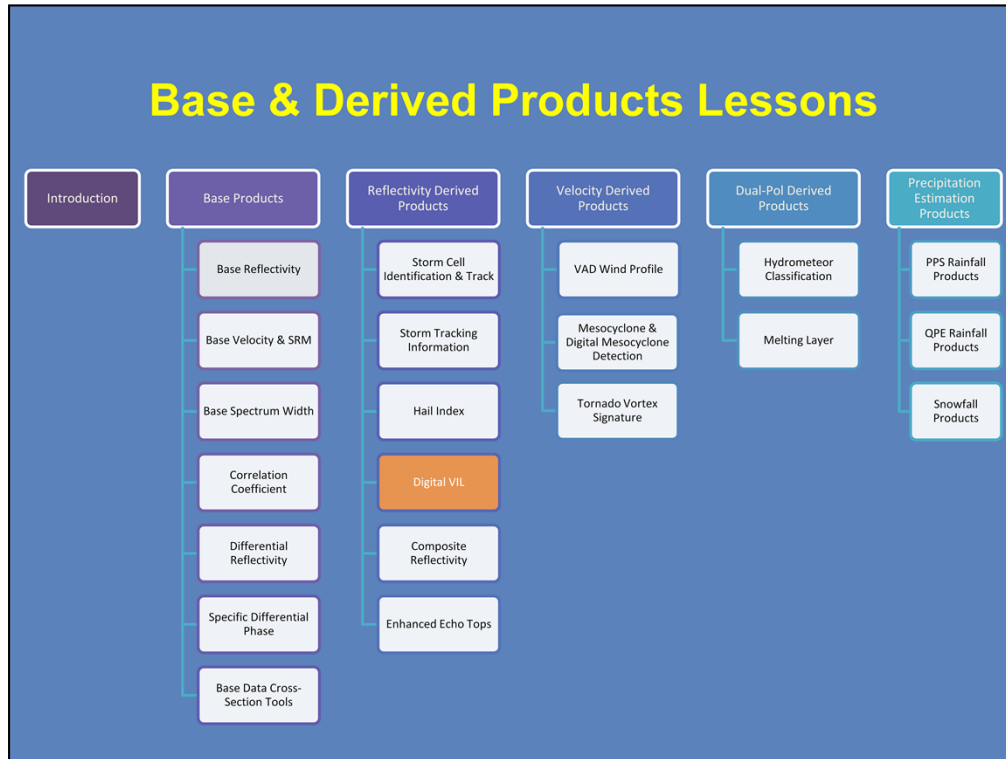 Base & Derived Products Lessons
Introduction
Base Products
Base Reflectivity
Base Velocity & SRM
Base Spectrum Width
Correlation
Coefficient
Differential
Reflectivity
Specific Differential
Phase
Base Data Cross-
Section Tools
Reflectivity Derived
Products
Storm Cell
Identification & Track
Storm Tracking
Information
Hail Index
Digital VIL
Composite
Reflectivity
Enhanced Echo Tops
Velocity Derived
Products
VAD Wind Profile
Mesocyclone &
Digital Mesocyclone
Detection
Tornado Vortex
Signature
Dual-Pol Derived
Products
Hydrometeor
Classification
Melting Layer
Precipitation
Estimation
Products
PPS Rainfall
Products
QPE Rainfall
Products
Snowfall
Products